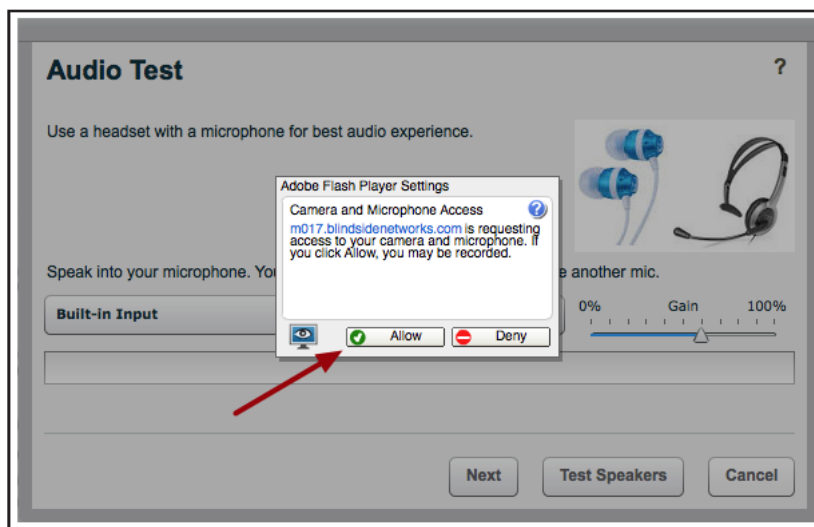 Audio Test
?
Use a headset with a microphone for best audio experience.
Adobe Flash Player Settings
Camera and Microphone Access
?
m017.blindsidenetworks.com is requesting
access to your camera and microphone. If
you click Allow, you may be recorded.
Speak into your microphone. You
e another mic.
Built-in Input
0% Gain 100%
Allow Deny
Next Test Speakers Cancel